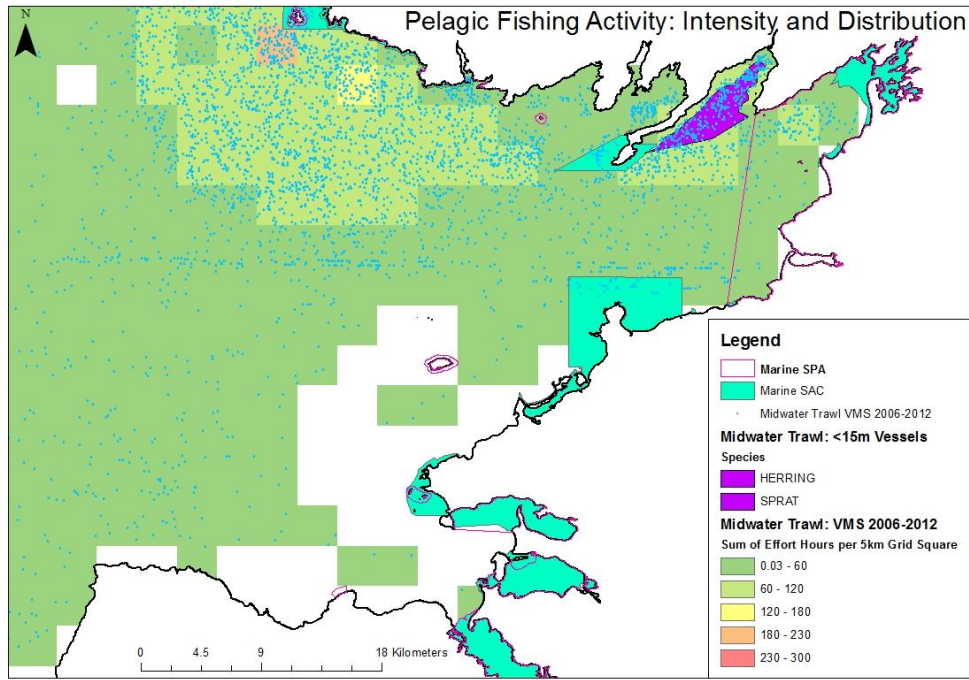 Pelagic Fishing Activity: Intensity and Distribution
N
Legend
Marine SPA
Marine SAC
Midwater Trawl VMS 2006-2012
Midwater Trawl: <15m Vessels
Species
HERRING
SPRAT
Midwater Trawl: VMS 2006-2012
Sum of Effort Hours per 5km Grid Square
0.03 - 60
60 - 120
120 - 180
180 - 230
230 - 300
0 4.5 9 18 Kilometers